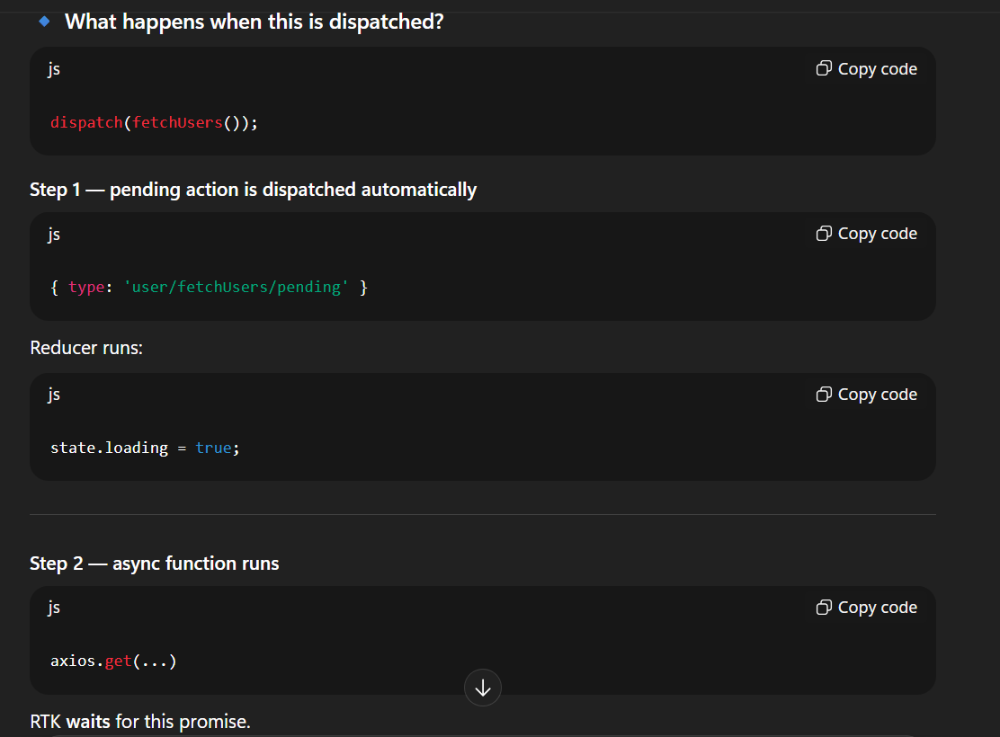 What happens when this is dispatched?
js
Copy code
dispatch(fetchUsers());
Step 1 — pending action is dispatched automatically
js
Copy code
{ type: 'user/fetchUsers/pending' }
Reducer runs:
js
Copy code
state.loading = true;
Step 2 — async function runs
js
Copy code
axios.get(...)
RTK waits for this promise.